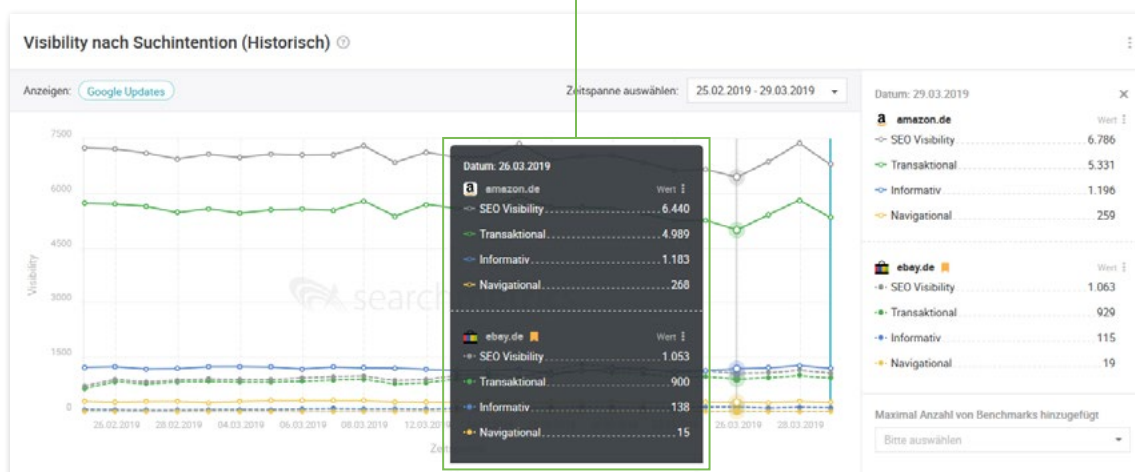 Visibility nach Suchintention (Historisch)
Anzeigen: Google Updates
Zeitspanne auswählen: 25.02.2019 - 29.03.2019
7500
6000
4500
3000
1500
0
Visibility
26.02.2019 28.02.2019 04.03.2019 06.03.2019 08.03.2019 12.03.2019 26.03.2019 28.03.2019
Datum: 26.03.2019
amazon.de Wert
SEO Visibility 6.440
Transaktional 4.989
Informativ 1.183
Navigational 268
ebay.de Wert
SEO Visibility 1.053
Transaktional 900
Informativ 138
Navigational 15
Datum: 29.03.2019
amazon.de Wert
SEO Visibility 6.786
Transaktional 5.331
Informativ 1.196
Navigational 259
ebay.de Wert
SEO Visibility 1.063
Transaktional 929
Informativ 115
Navigational 19
Maximal Anzahl von Benchmarks hinzugefügt
Bitte auswählen